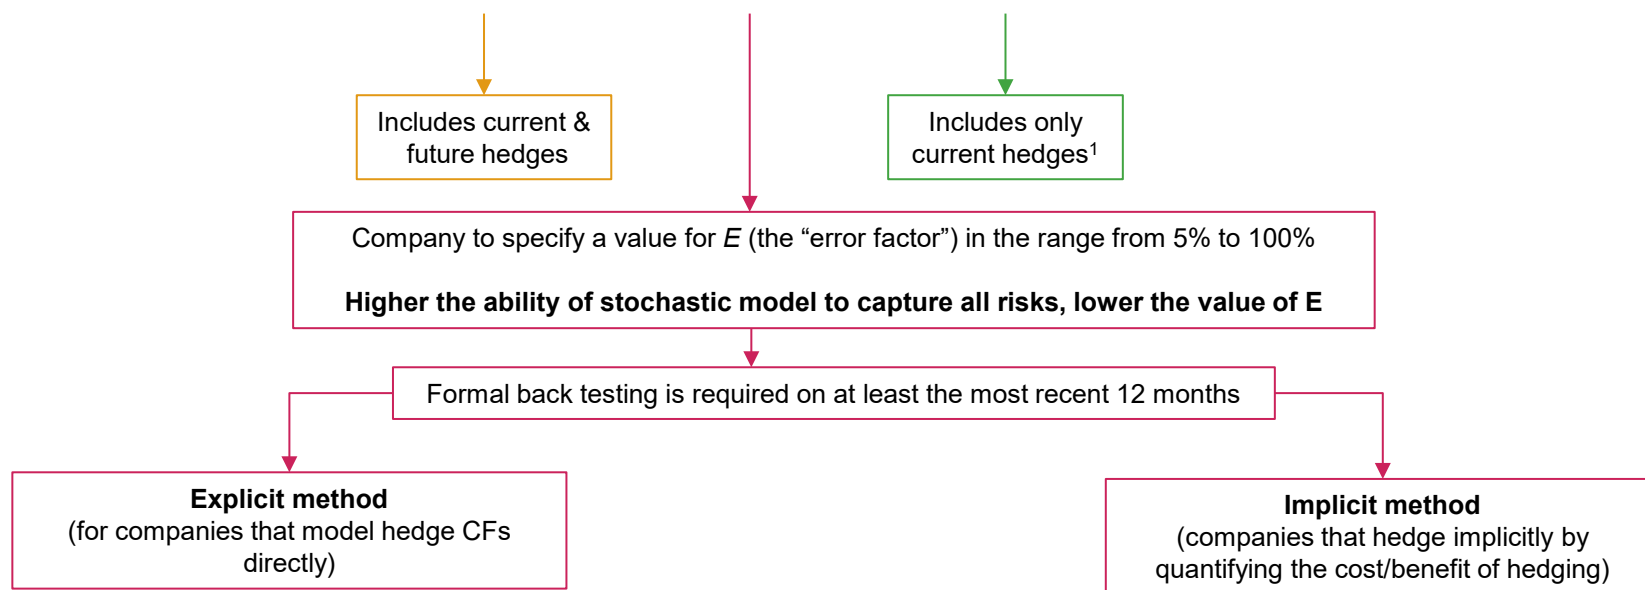 Includes current &
future hedges
Includes only
current hedges¹
Company to specify a value for E (the “error factor”) in the range from 5% to 100%
Higher the ability of stochastic model to capture all risks, lower the value of E
Formal back testing is required on at least the most recent 12 months
Explicit method
(for companies that model hedge CFs
directly)
Implicit method
(companies that hedge implicitly by
quantifying the cost/benefit of hedging)